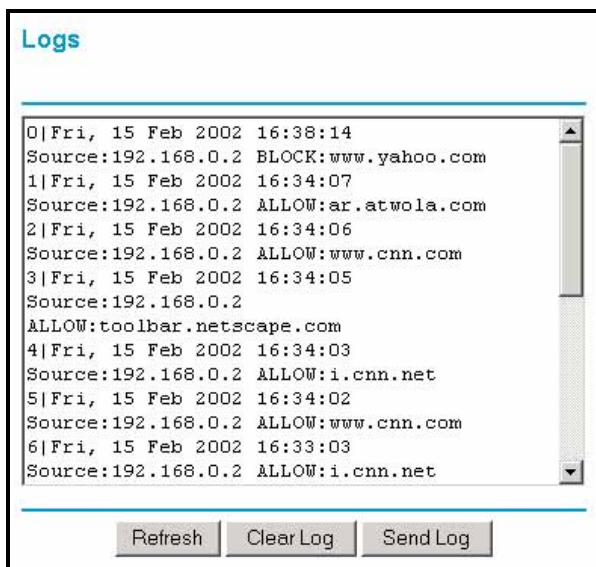 Logs
0|Fri, 15 Feb 2002 16:38:14
Source:192.168.0.2 BLOCK:www.yahoo.com
1|Fri, 15 Feb 2002 16:34:07
Source:192.168.0.2 ALLOW:ar.atwola.com
2|Fri, 15 Feb 2002 16:34:06
Source:192.168.0.2 ALLOW:www.cnn.com
3|Fri, 15 Feb 2002 16:34:05
Source:192.168.0.2
ALLOW:toolbar.netscape.com
4|Fri, 15 Feb 2002 16:34:03
Source:192.168.0.2 ALLOW:i.cnn.net
5|Fri, 15 Feb 2002 16:34:02
Source:192.168.0.2 ALLOW:www.cnn.com
6|Fri, 15 Feb 2002 16:33:03
Source:192.168.0.2 ALLOW:i.cnn.net
Refresh Clear Log Send Log